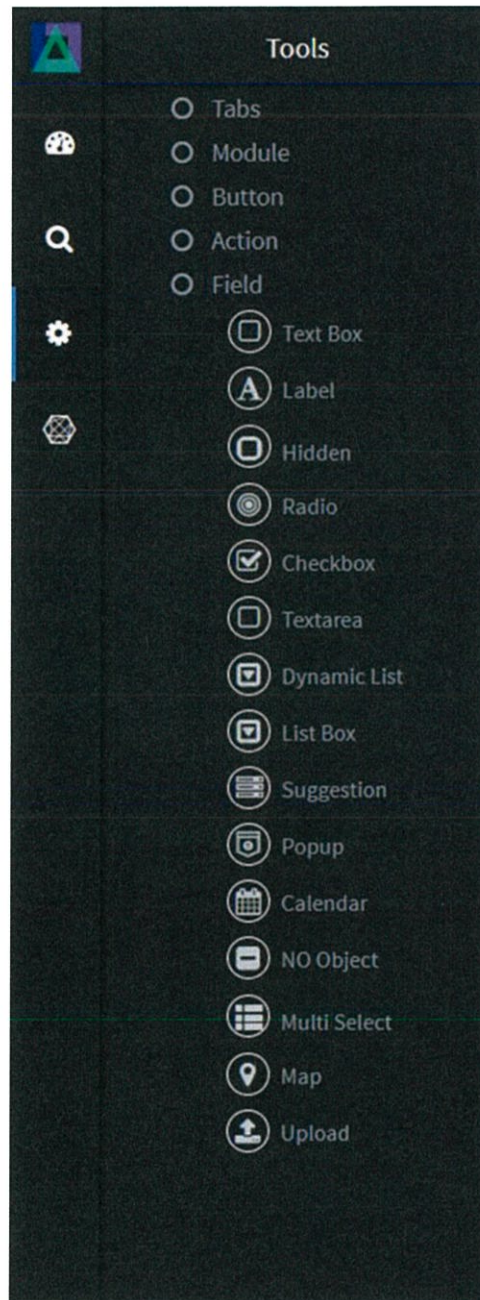 Tools
Tabs
Module
Button
Action
Field
Text Box
Label
Hidden
Radio
Checkbox
Textarea
Dynamic List
List Box
Suggestion
Popup
Calendar
NO Object
Multi Select
Map
Upload